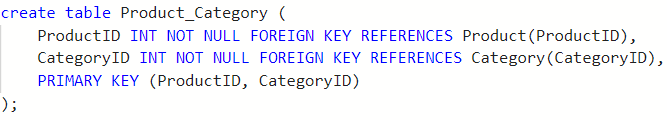 create table Product_Category (
    ProductID INT NOT NULL FOREIGN KEY REFERENCES Product(ProductID),
    CategoryID INT NOT NULL FOREIGN KEY REFERENCES Category(CategoryID),
    PRIMARY KEY (ProductID, CategoryID)
);